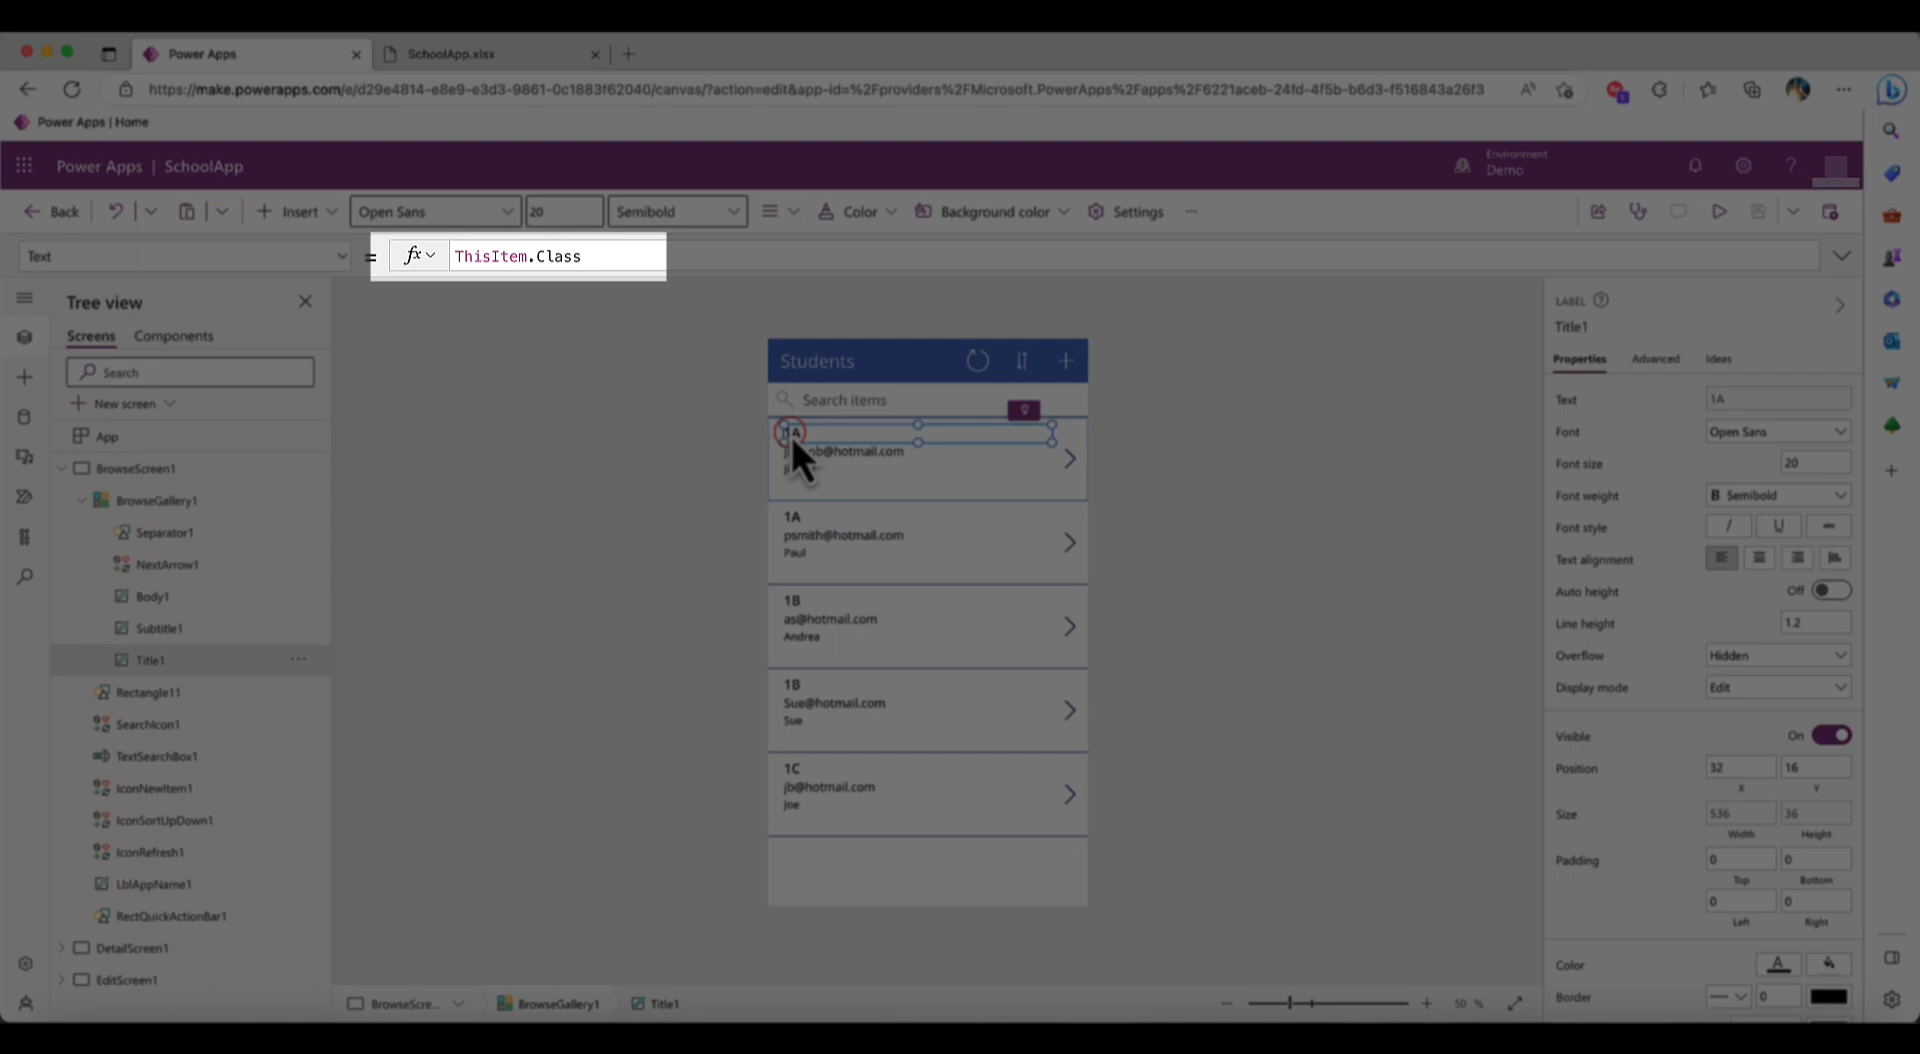 Power Apps
SchoolApp.xlsx
https://make.powerapps.com/e/d29e4814-e8e9-e3d3-9861-0c1883f62040/canvas/?action=edit&app-id=%2Fproviders%2FMicrosoft.PowerApps%2Fapps%2F6221aceb-24fd-4f5b-b6d3-f516843a26f3
Power Apps | Home
Power Apps | SchoolApp
Environment
Demo
Back
Insert
Open Sans
20
Semibold
Color
Background color
Settings
Text
= fx ThisItem.Class
Tree view
Screens Components
Search
New screen
App
BrowseScreen1
BrowseGallery1
Separator1
NextArrow1
Body1
Subtitle1
Title1
Rectangle11
SearchIcon1
TextSearchBox1
IconNewItem1
IconSortUpDown1
IconRefresh1
LblAppName1
RectQuickActionBar1
DetailScreen1
EditScreen1
Students
Search items
1A
@hotmail.com
1A
psmith@hotmail.com
Paul
1B
as@hotmail.com
Andrea
1B
Sue@hotmail.com
Sue
1C
jb@hotmail.com
Joe
BrowseScre...
BrowseGallery1
Title1
50 %
LABEL ?
Title1
Properties Advanced Ideas
Text 1A
Font Open Sans
Font size 20
Font weight B Semibold
Font style / U abc
Text alignment
Auto height Off
Line height 1.2
Overflow Hidden
Display mode Edit
Visible On
Position 32 16
X Y
Size 536 36
Width Height
Padding 0 0
Top Bottom
0 0
Left Right
Color A
Border 0